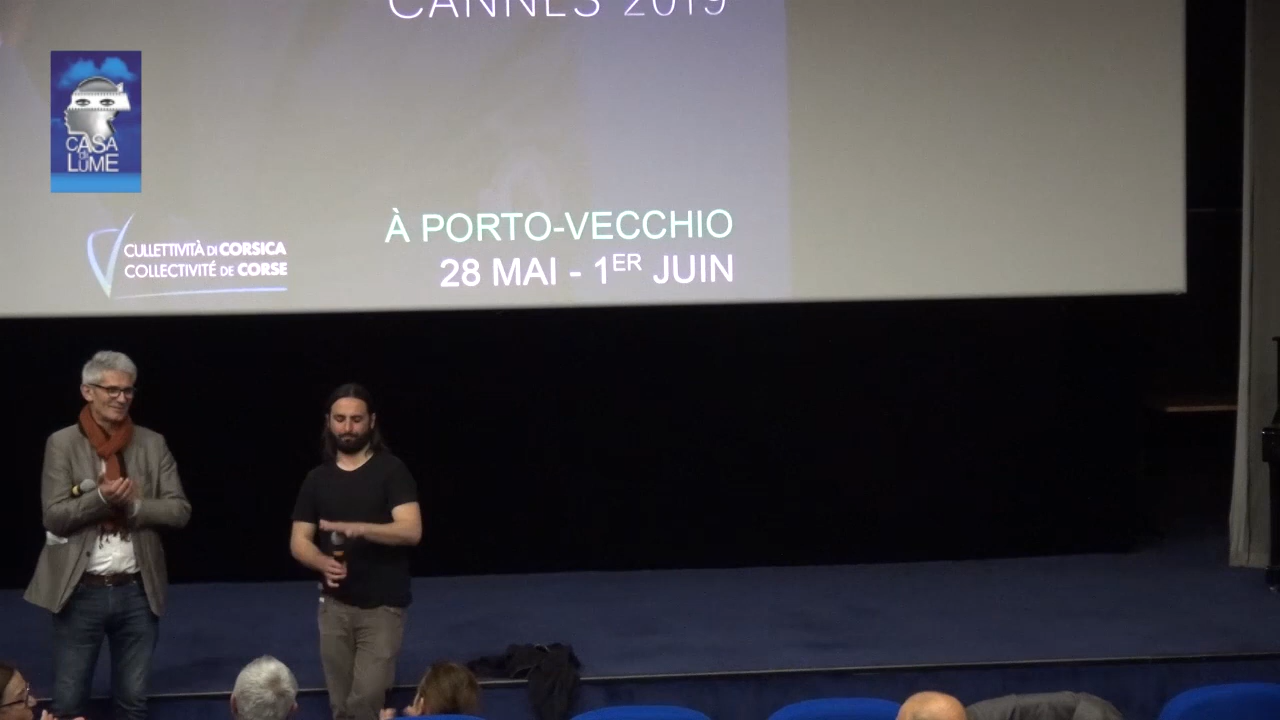 CANNES 2019
CASA
DI
LUME
CULLETTIVITÀ DI CORSICA
COLLECTIVITÉ DE CORSE
À PORTO-VECCHIO
28 MAI - 1ER JUIN